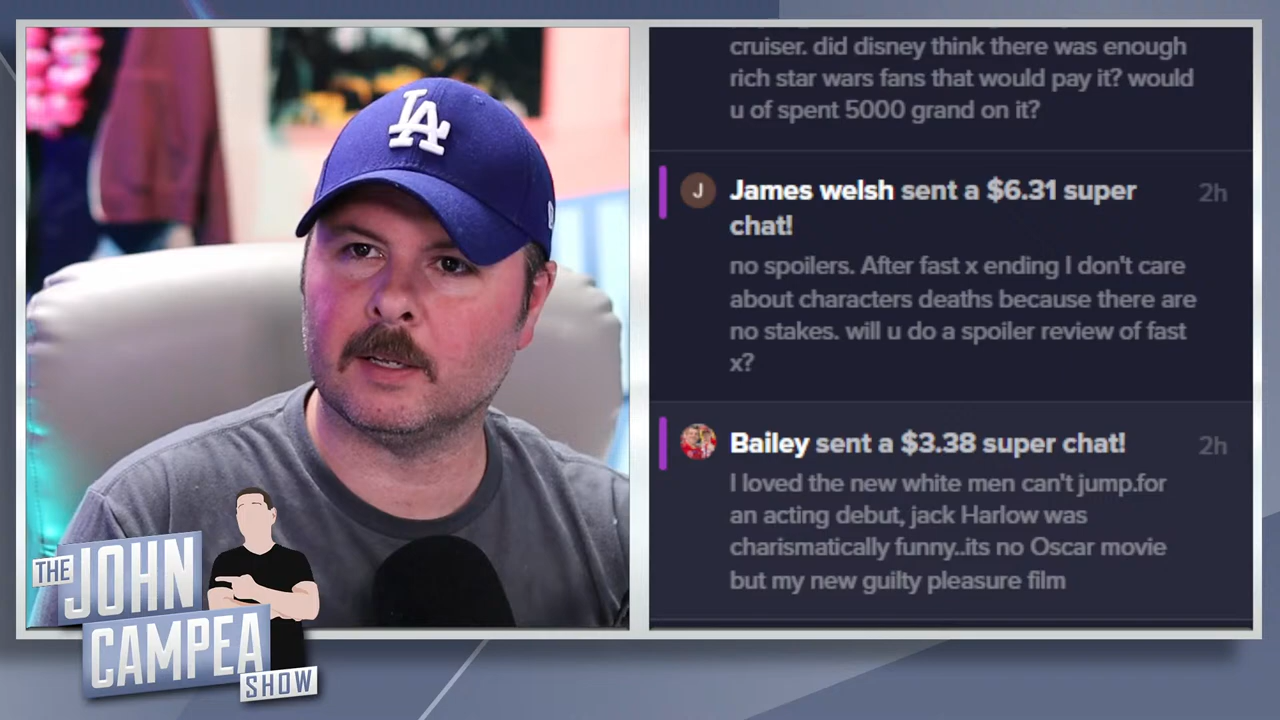 LA
THE
JOHN
CAMPEA
SHOW
cruiser. did disney think there was enough
rich star wars fans that would pay it? would
u of spent 5000 grand on it?
J
James welsh sent a $6.31 super
chat!
2h
no spoilers. After fast x ending I don't care
about characters deaths because there are
no stakes. will u do a spoiler review of fast
x?
Bailey sent a $3.38 super chat!
2h
I loved the new white men can't jump.for
an acting debut, jack Harlow was
charismatically funny..its no Oscar movie
but my new guilty pleasure film